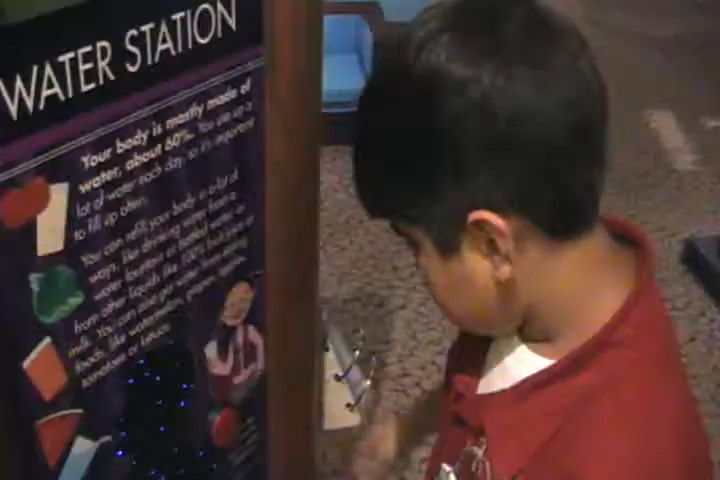 WATER STATION
Your body is mostly made of
water, about 60%. You use up a
lot of water each day, so it's important
to fill up often.
You can refill your body in a lot of
ways, like drinking water from a
water fountain or bottled water or
from other liquids like 100% fruit juice or
milk. You can also get water from eating
foods, like watermelon, grapes,
tomatoes or lettuce.